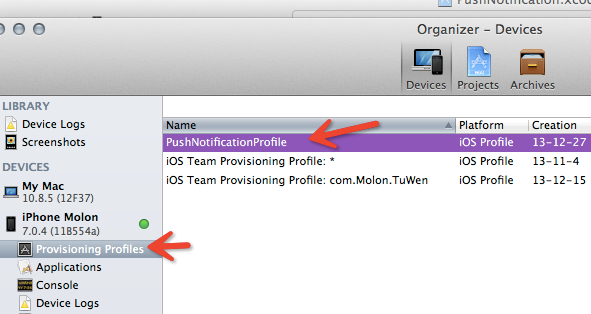 PushNotification.xcod
Organizer – Devices
Devices Projects Archives
LIBRARY
Device Logs
Screenshots
DEVICES
My Mac
10.8.5 (12F37)
iPhone Molon
7.0.4 (11B554a)
Provisioning Profiles
Applications
Console
Device Logs
Name Platform Creation
PushNotificationProfile iOS Profile 13-12-27
iOS Team Provisioning Profile: * iOS Profile 13-11-4
iOS Team Provisioning Profile: com.Molon.TuWen iOS Profile 13-12-15